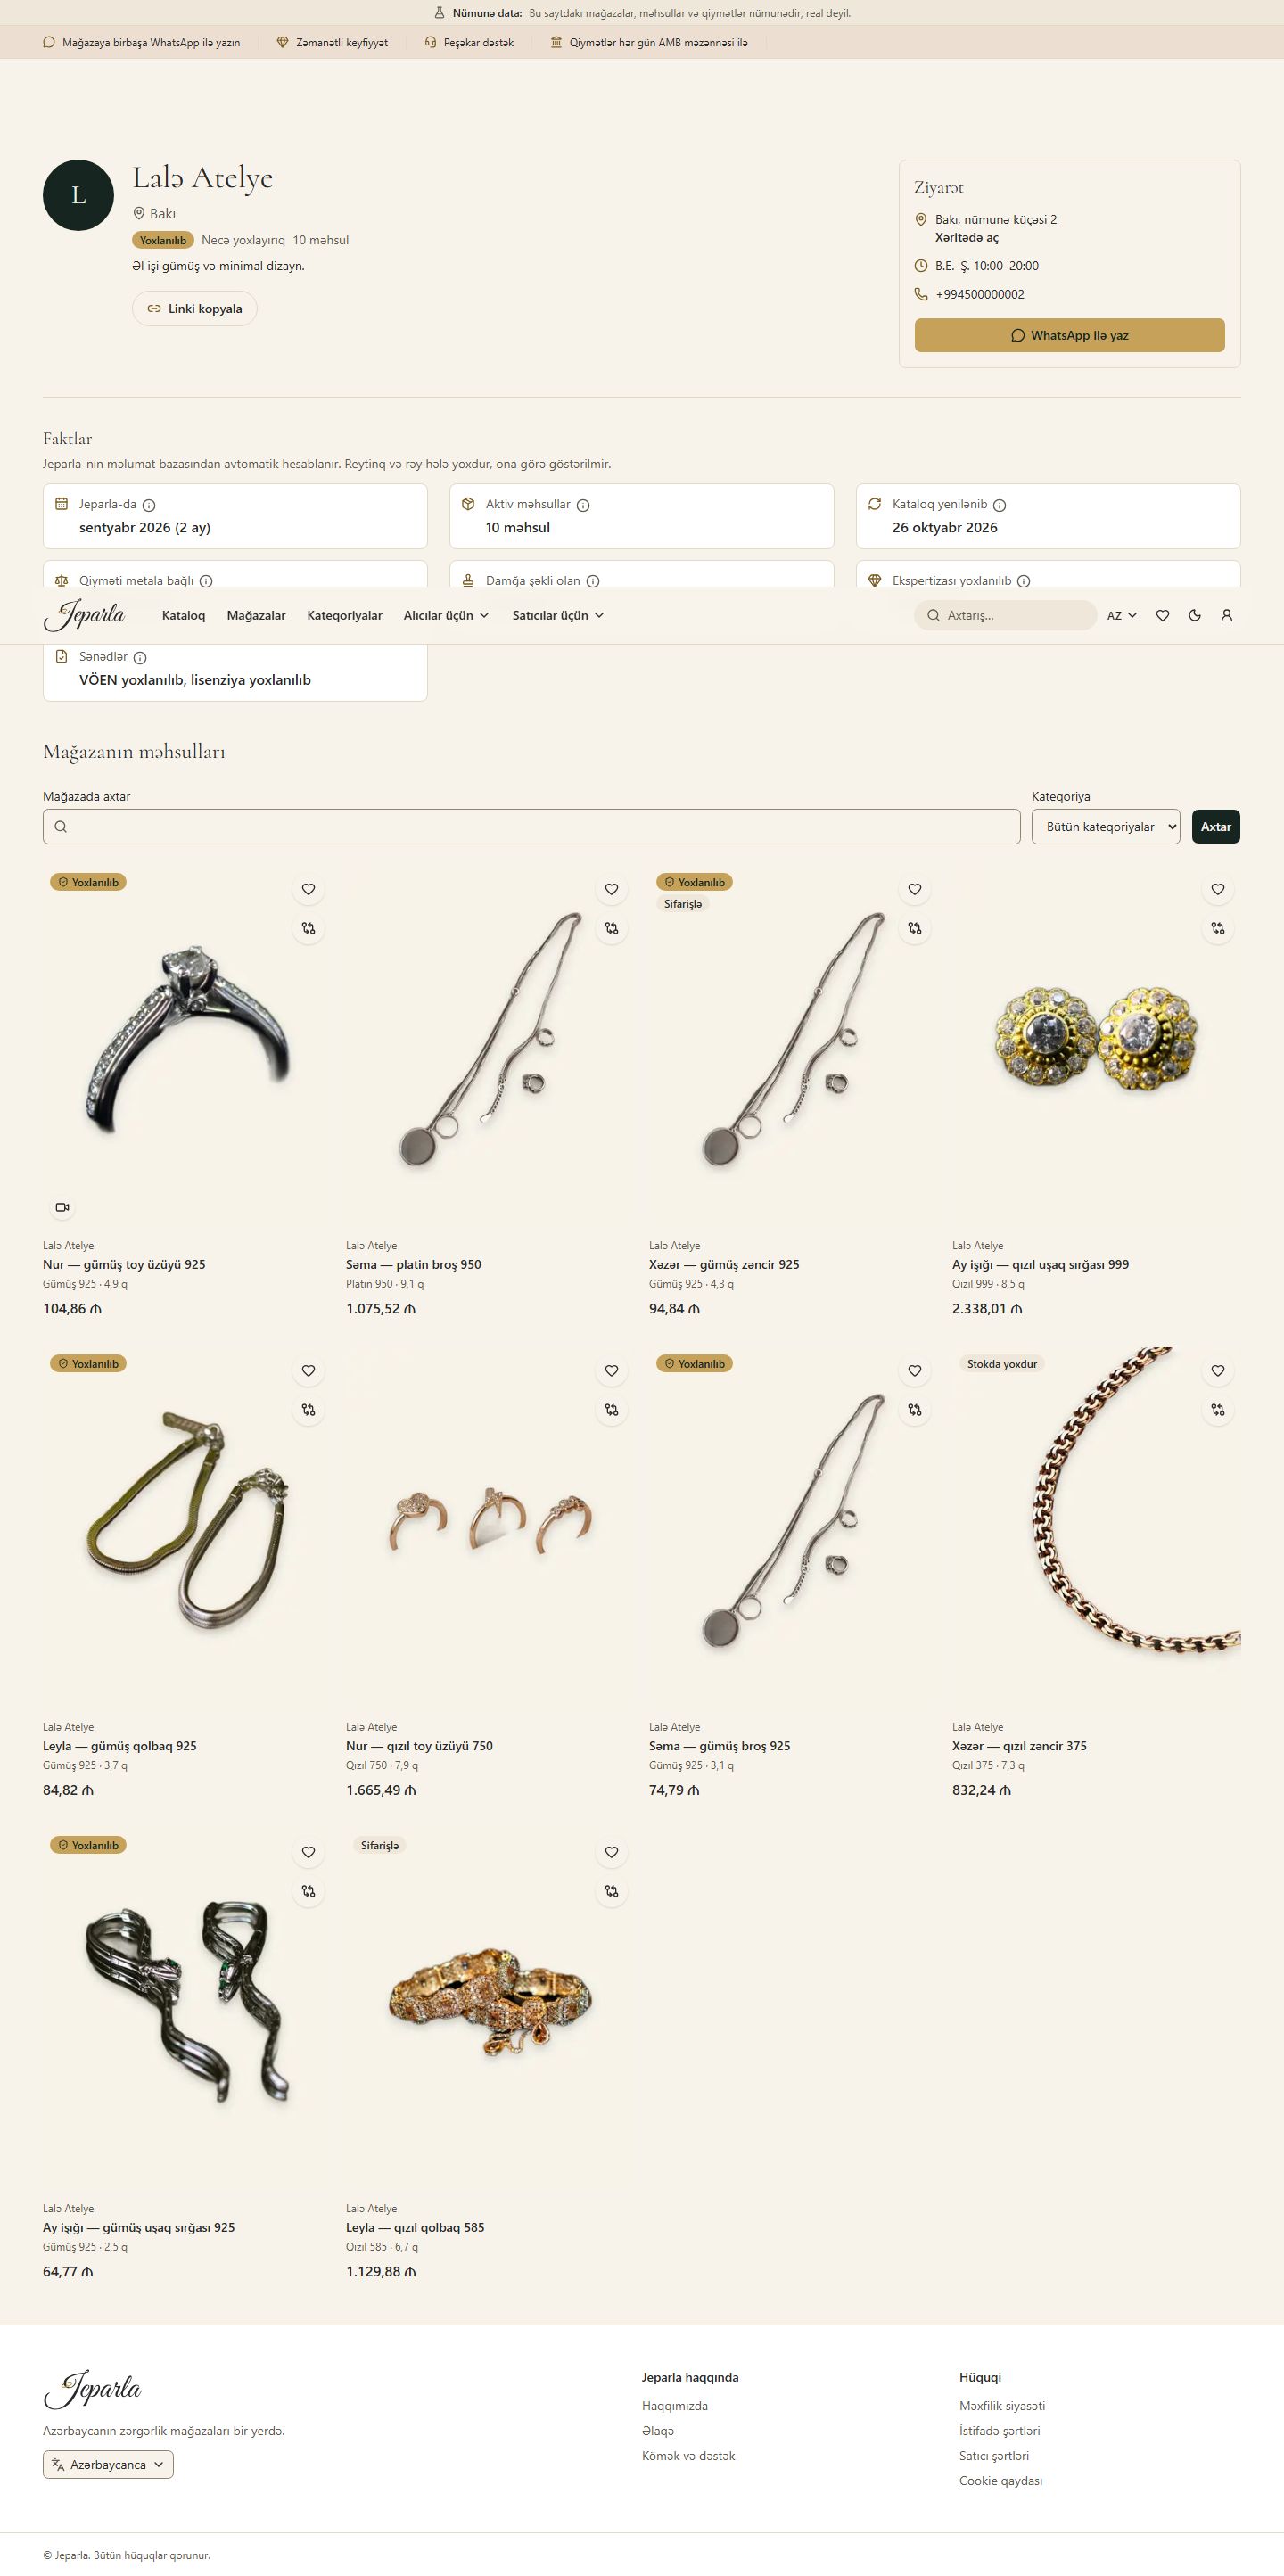 Nümunə data: Bu saytdakı mağazalar, məhsullar və qiymətlər nümunədir, real deyil.
Mağazaya birbaşa WhatsApp ilə yazın
Zəmanətli keyfiyyət
Peşəkar dəstək
Qiymətlər hər gün AMB məzənnəsi ilə
L
Lalə Atelye
Bakı
Yoxlanılıb Necə yoxlayırıq 10 məhsul
Əl işi gümüş və minimal dizayn.
Linki kopyala
Ziyarət
Bakı, nümunə küçəsi 2
Xəritədə aç
B.E.–Ş. 10:00–20:00
+994500000002
WhatsApp ilə yaz
Faktlar
Jeparla-nın məlumat bazasından avtomatik hesablanır. Reytinq və rəy hələ yoxdur, ona görə göstərilmir.
Jeparla-da
sentyabr 2026 (2 ay)
Aktiv məhsullar
10 məhsul
Kataloq yenilənib
26 oktyabr 2026
Qiyməti metala bağlı
Damğa şəkli olan
Ekspertizası yoxlanılıb
Jeparla
Kataloq
Mağazalar
Kateqoriyalar
Alıcılar üçün
Satıcılar üçün
Axtarış...
AZ
Sənədlər
VÖEN yoxlanılıb, lisenziya yoxlanılıb
Mağazanın məhsulları
Mağazada axtar
Kateqoriya
Bütün kateqoriyalar
Axtar
Yoxlanılıb
Lalə Atelye
Nur — gümüş toy üzüyü 925
Gümüş 925 · 4,9 q
104,86 ₼
Lalə Atelye
Səma — platin broş 950
Platin 950 · 9,1 q
1.075,52 ₼
Yoxlanılıb
Sifarişlə
Lalə Atelye
Xəzər — gümüş zəncir 925
Gümüş 925 · 4,3 q
94,84 ₼
Lalə Atelye
Ay işığı — qızıl uşaq sırğası 999
Qızıl 999 · 8,5 q
2.338,01 ₼
Yoxlanılıb
Lalə Atelye
Leyla — gümüş qolbaq 925
Gümüş 925 · 3,7 q
84,82 ₼
Lalə Atelye
Nur — qızıl toy üzüyü 750
Qızıl 750 · 7,9 q
1.665,49 ₼
Yoxlanılıb
Lalə Atelye
Səma — gümüş broş 925
Gümüş 925 · 3,1 q
74,79 ₼
Stokda yoxdur
Lalə Atelye
Xəzər — qızıl zəncir 375
Qızıl 375 · 7,3 q
832,24 ₼
Yoxlanılıb
Lalə Atelye
Ay işığı — gümüş uşaq sırğası 925
Gümüş 925 · 2,5 q
64,77 ₼
Sifarişlə
Lalə Atelye
Leyla — qızıl qolbaq 585
Qızıl 585 · 6,7 q
1.129,88 ₼
Jeparla
Azərbaycanın zərgərlik mağazaları bir yerdə.
Azərbaycanca
Jeparla haqqında
Haqqımızda
Əlaqə
Kömək və dəstək
Hüquqi
Məxfilik siyasəti
İstifadə şərtləri
Satıcı şərtləri
Cookie qaydası
© Jeparla. Bütün hüquqlar qorunur.